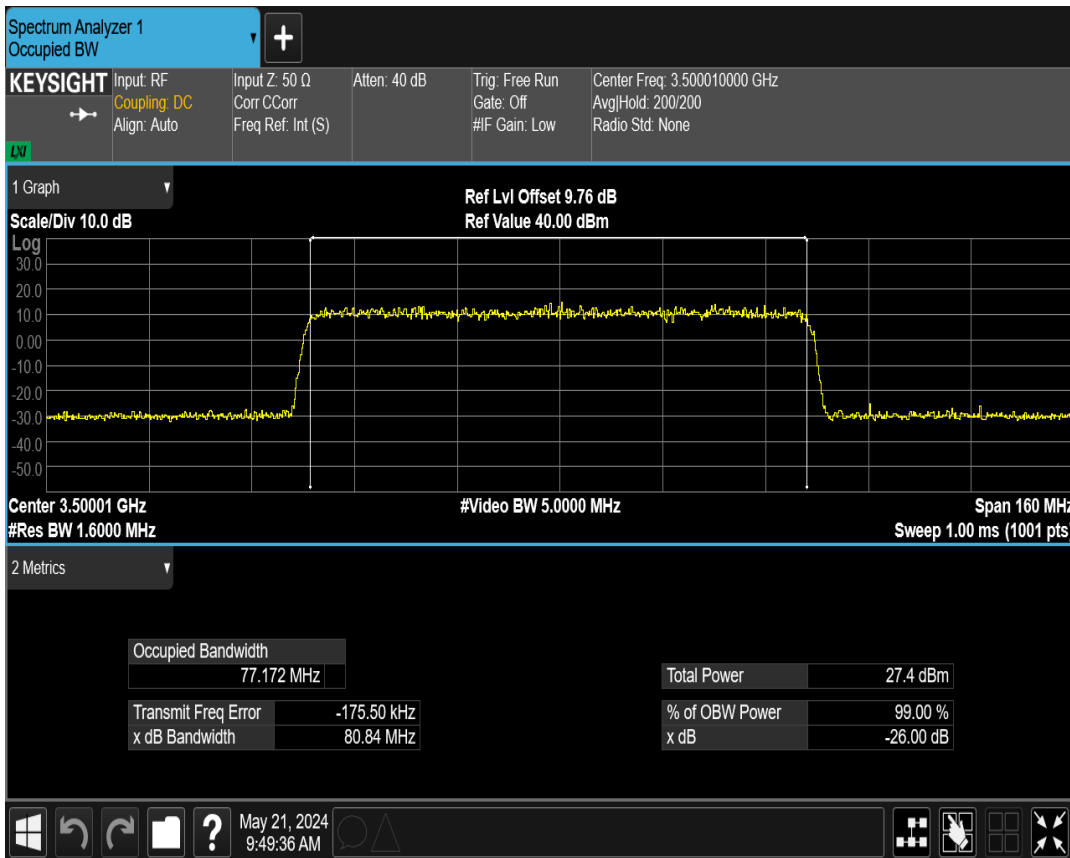 Spectrum Analyzer 1
Occupied BW
KEYSIGHT
LXI
Input: RF
Coupling: DC
Align: Auto
Input Z: 50 Ω
Corr CCorr
Freq Ref: Int (S)
Atten: 40 dB
Trig: Free Run
Gate: Off
#IF Gain: Low
Center Freq: 3.500010000 GHz
Avg|Hold: 200/200
Radio Std: None
1 Graph
Scale/Div 10.0 dB
Ref Lvl Offset 9.76 dB
Ref Value 40.00 dBm
Log
30.0
20.0
10.0
0.00
-10.0
-20.0
-30.0
-40.0
-50.0
Center 3.50001 GHz
#Video BW 5.0000 MHz
Span 160 MHz
#Res BW 1.6000 MHz
Sweep 1.00 ms (1001 pts)
2 Metrics
Occupied Bandwidth
77.172 MHz
Total Power 27.4 dBm
Transmit Freq Error -175.50 kHz
% of OBW Power 99.00 %
x dB Bandwidth 80.84 MHz
x dB -26.00 dB
?
May 21, 2024
9:49:36 AM